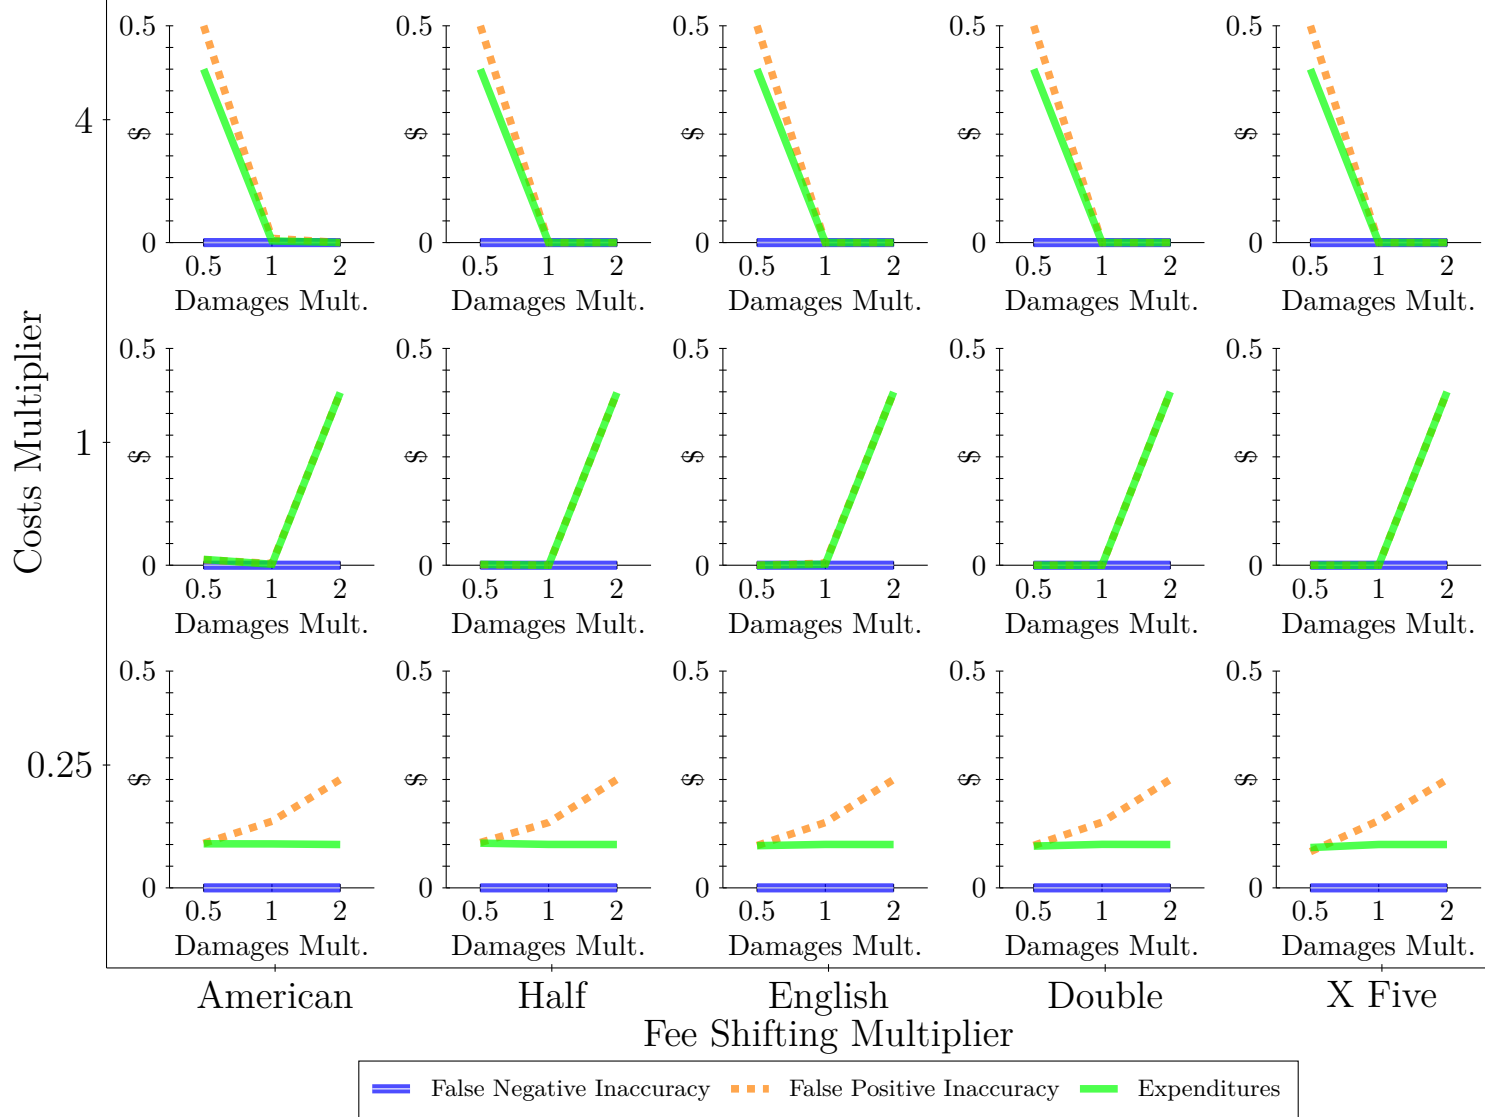 0.5 0.5 0.5 0.5 0.5
4 $ $ $ $ $
0 0 0 0 0
0.5 1 2 0.5 1 2 0.5 1 2 0.5 1 2 0.5 1 2
Damages Mult. Damages Mult. Damages Mult. Damages Mult. Damages Mult.
Costs Multiplier
0.5 0.5 0.5 0.5 0.5
1 $ $ $ $ $
0 0 0 0 0
0.5 1 2 0.5 1 2 0.5 1 2 0.5 1 2 0.5 1 2
Damages Mult. Damages Mult. Damages Mult. Damages Mult. Damages Mult.
0.5 0.5 0.5 0.5 0.5
0.25 $ $ $ $ $
0 0 0 0 0
0.5 1 2 0.5 1 2 0.5 1 2 0.5 1 2 0.5 1 2
Damages Mult. Damages Mult. Damages Mult. Damages Mult. Damages Mult.
American Half English Double X Five
Fee Shifting Multiplier
False Negative Inaccuracy False Positive Inaccuracy Expenditures